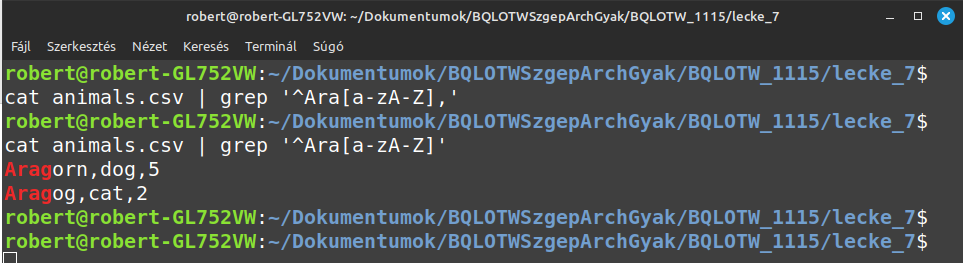 robert@robert-GL752VW: ~/Dokumentumok/BQLOTWSzgepArchGyak/BQLOTW_1115/lecke_7
Fájl Szerkesztés Nézet Keresés Terminál Súgó
robert@robert-GL752VW:~/Dokumentumok/BQLOTWSzgepArchGyak/BQLOTW_1115/lecke_7$
cat animals.csv | grep '^Ara[a-zA-Z],'
robert@robert-GL752VW:~/Dokumentumok/BQLOTWSzgepArchGyak/BQLOTW_1115/lecke_7$
cat animals.csv | grep '^Ara[a-zA-Z]'
Aragorn,dog,5
Aragog,cat,2
robert@robert-GL752VW:~/Dokumentumok/BQLOTWSzgepArchGyak/BQLOTW_1115/lecke_7$
robert@robert-GL752VW:~/Dokumentumok/BQLOTWSzgepArchGyak/BQLOTW_1115/lecke_7$